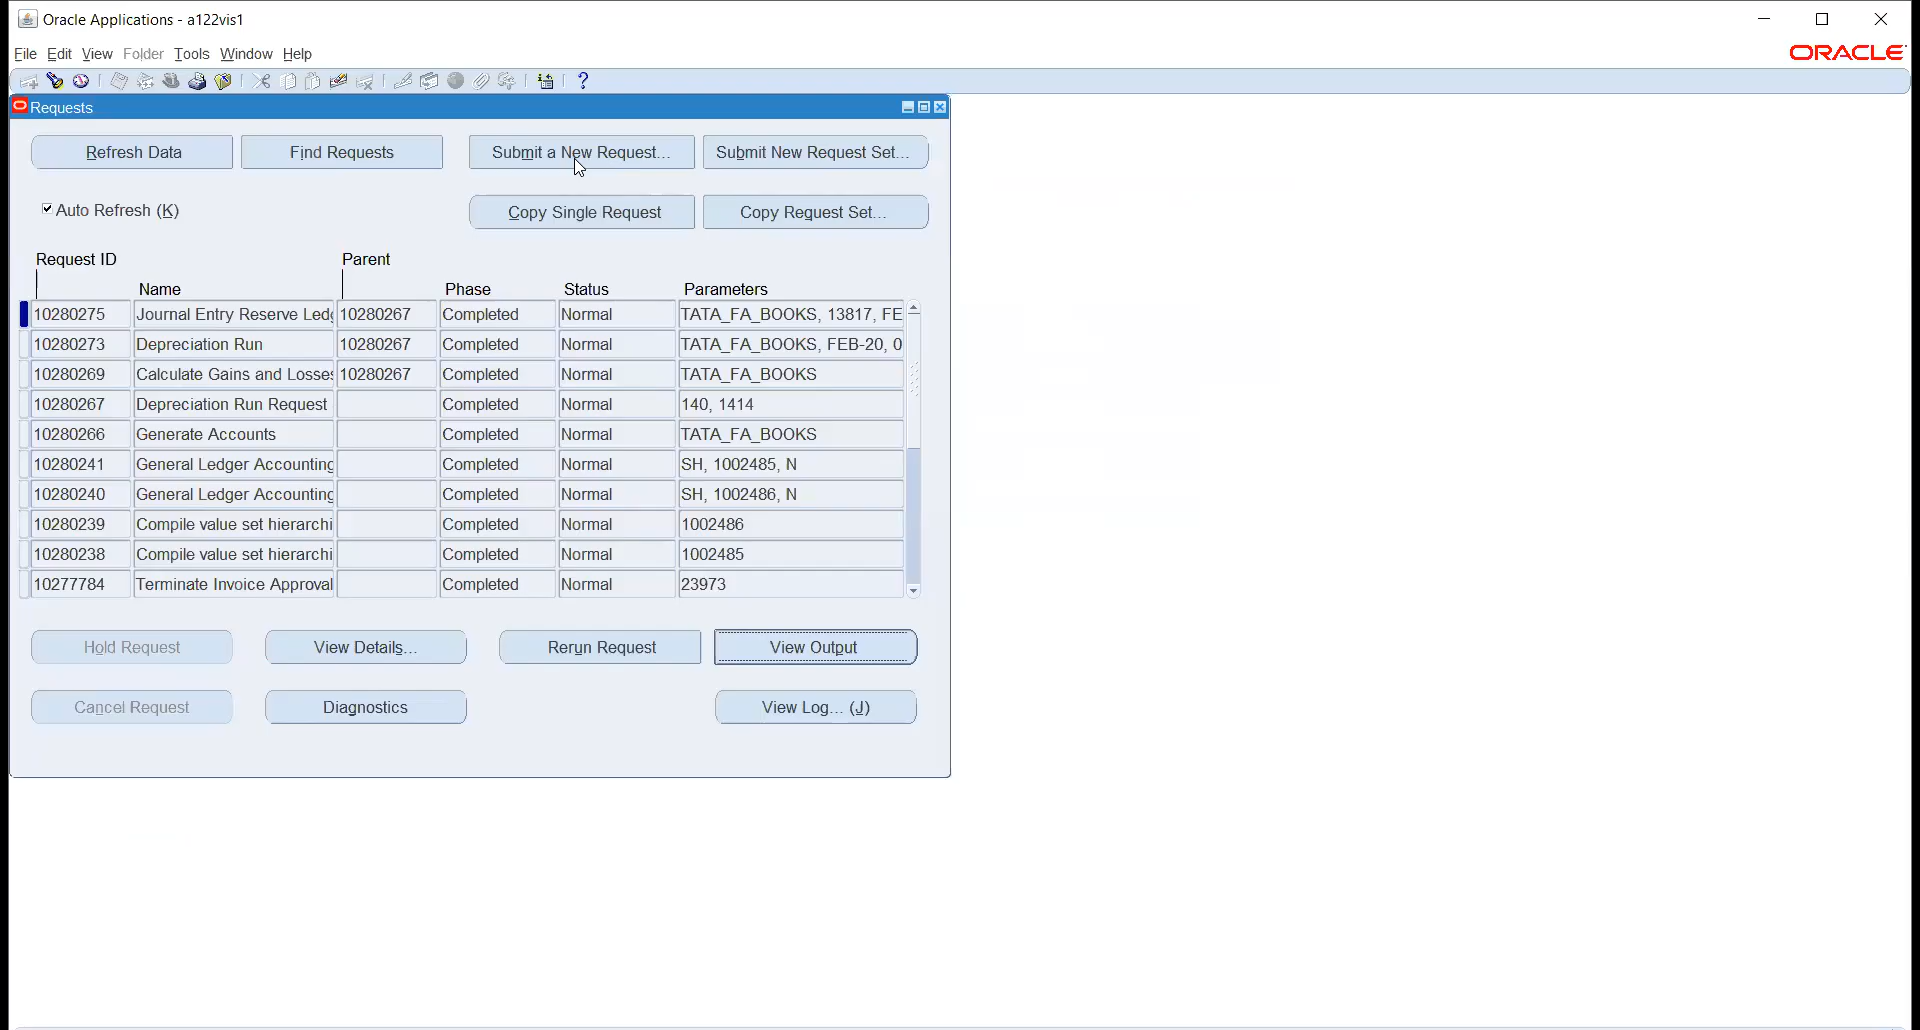 Oracle Applications - a122vis1
File Edit View Folder Tools Window Help
ORACLE
?
Requests
Refresh Data Find Requests Submit a New Request... Submit New Request Set...
Auto Refresh (K) Copy Single Request Copy Request Set...
Request ID Parent
Name Phase Status Parameters
10280275 Journal Entry Reserve Led 10280267 Completed Normal TATA_FA_BOOKS, 13817, FE
10280273 Depreciation Run 10280267 Completed Normal TATA_FA_BOOKS, FEB-20, 0
10280269 Calculate Gains and Losses 10280267 Completed Normal TATA_FA_BOOKS
10280267 Depreciation Run Request Completed Normal 140, 1414
10280266 Generate Accounts Completed Normal TATA_FA_BOOKS
10280241 General Ledger Accounting Completed Normal SH, 1002485, N
10280240 General Ledger Accounting Completed Normal SH, 1002486, N
10280239 Compile value set hierarchi Completed Normal 1002486
10280238 Compile value set hierarchi Completed Normal 1002485
10277784 Terminate Invoice Approval Completed Normal 23973
Hold Request View Details... Rerun Request View Output
Cancel Request Diagnostics View Log... (J)